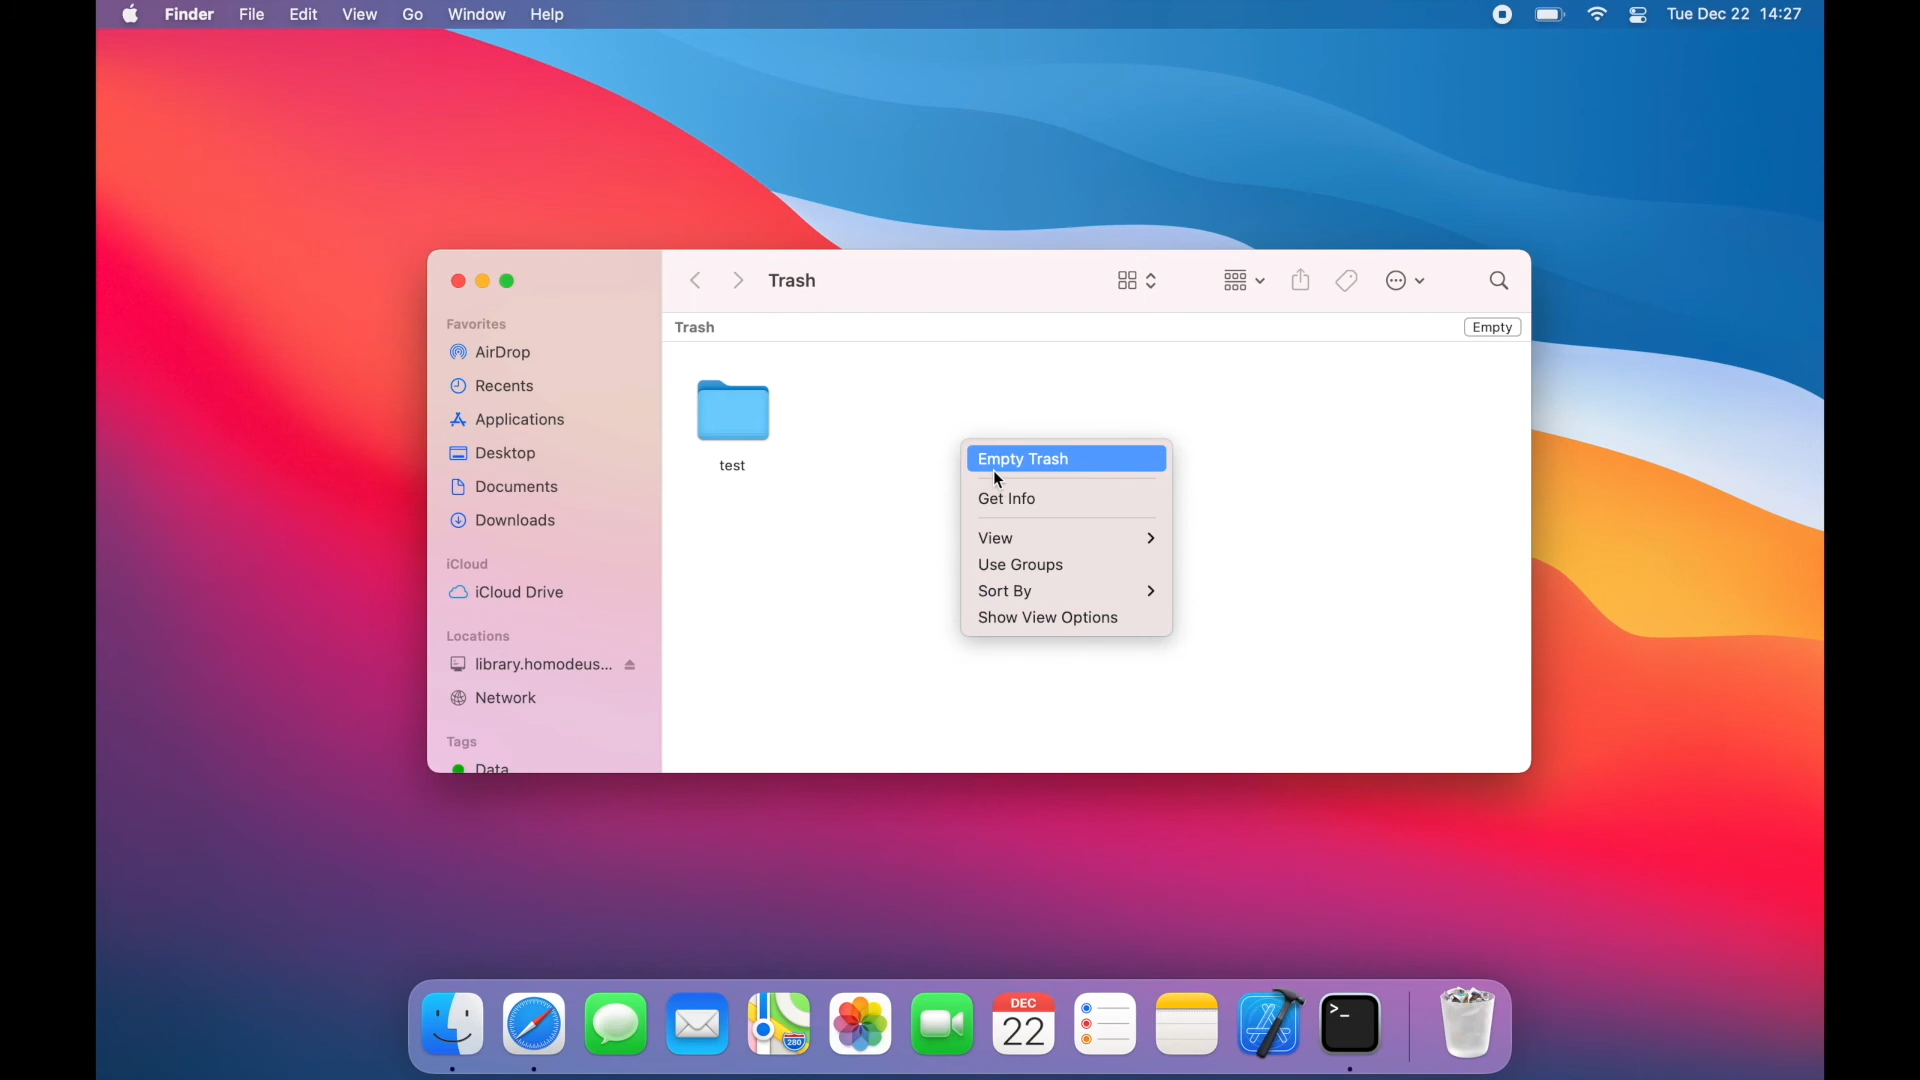 Finder File Edit View Go Window Help
Tue Dec 22 14:27
Trash
Trash
Empty
Favorites
AirDrop
Recents
Applications
Desktop
Documents
Downloads
iCloud
iCloud Drive
Locations
library.homodeus...
Network
Tags
Data
test
Empty Trash
Get Info
View
Use Groups
Sort By
Show View Options
280
DEC
22
>_